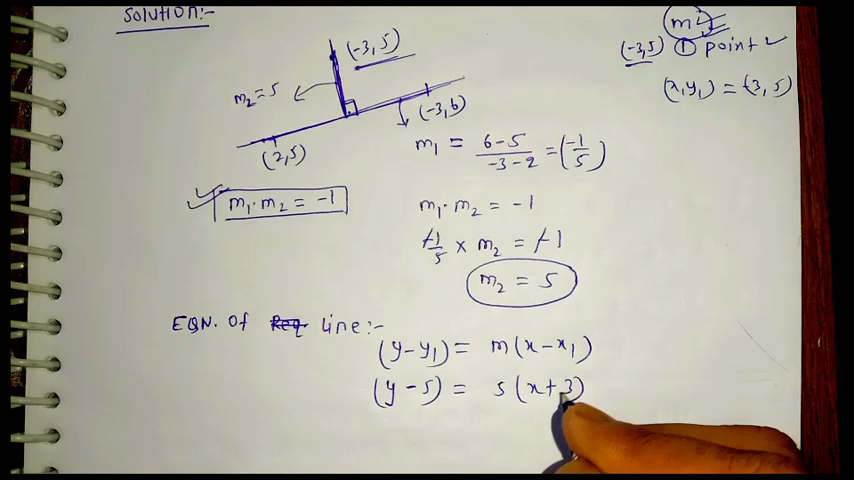 Solution:-
m2
(-3,5) ① point ✓
(x,y1) = (-3, 5)
(-3,5)
m2 = 5
(-3,6)
(2,5)
m1 = 6-5 / -3-2 = (-1/5)
m1·m2 = -1
m1·m2 = -1
-1/5 × m2 = -1
m2 = 5
EQN. Of Req Line:-
(y-y1) = m(x-x1)
(y-5) = 5(x+3)